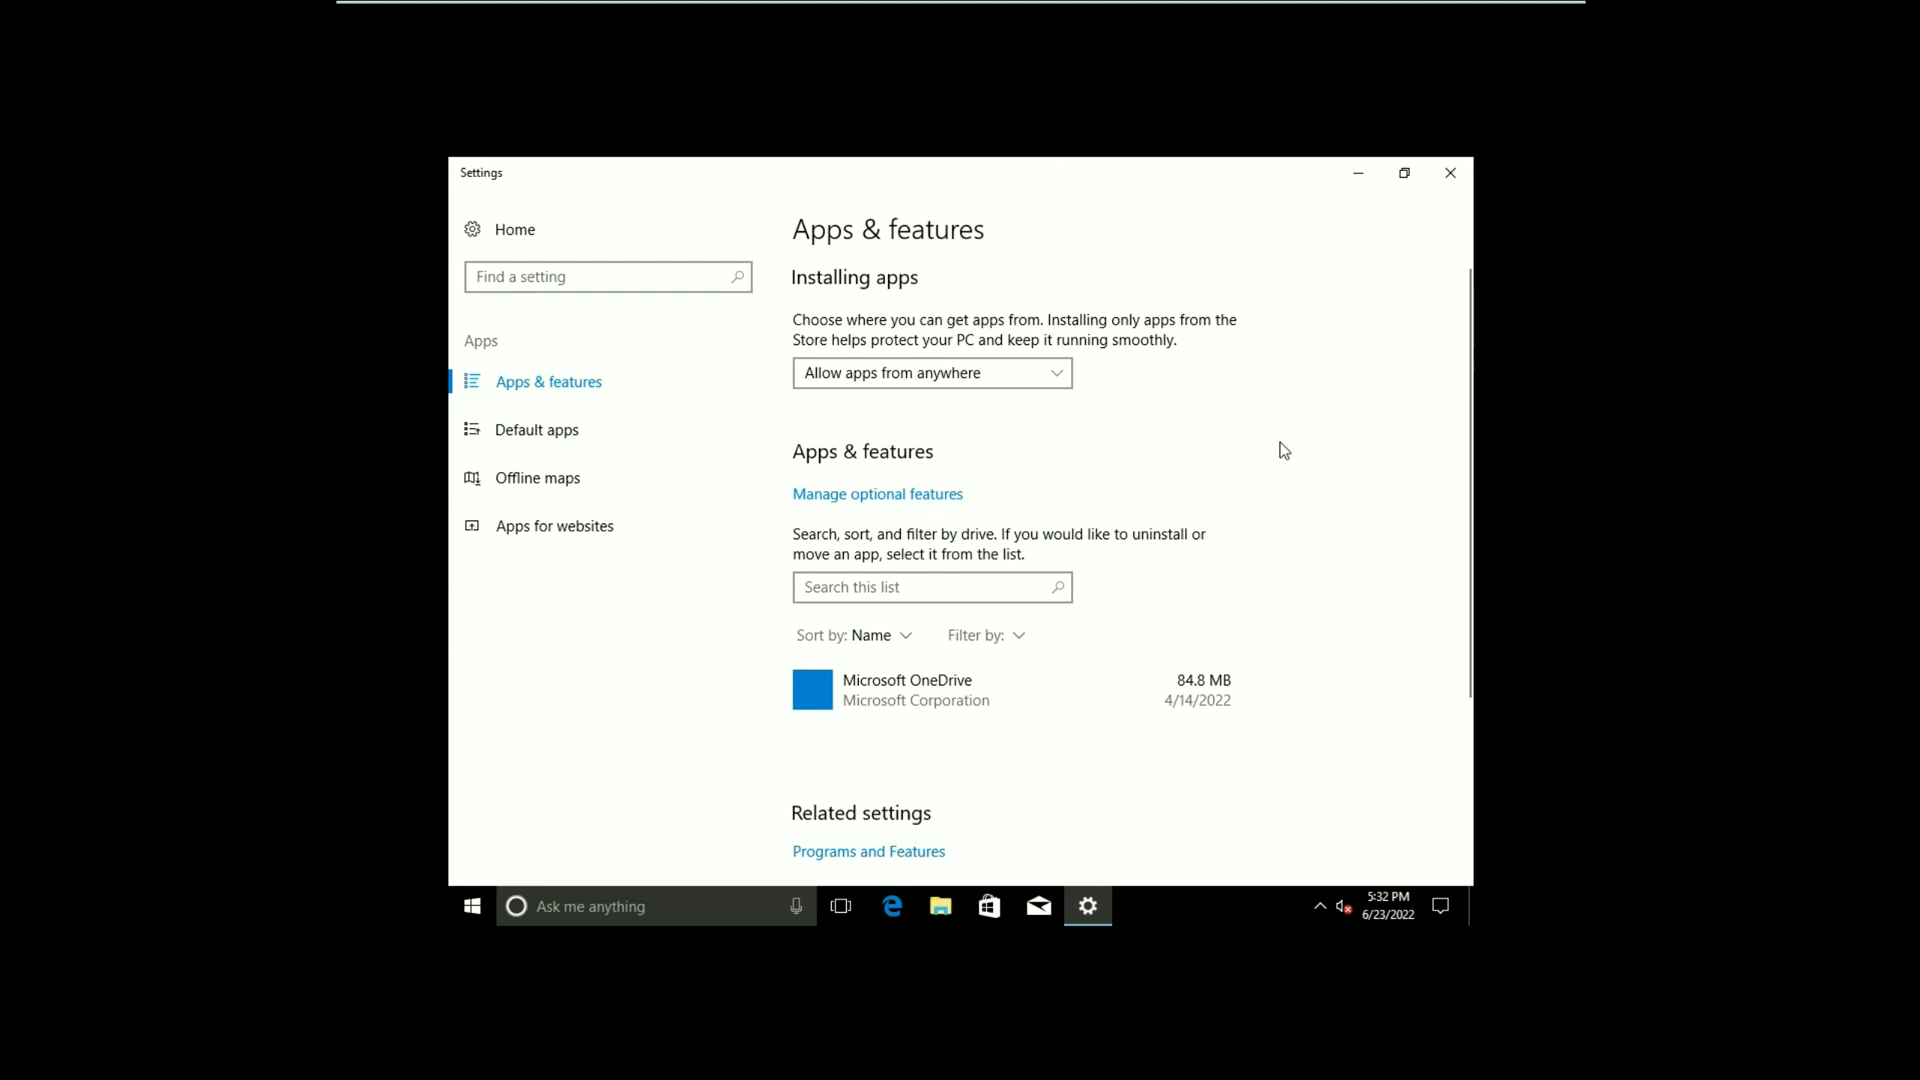 Settings
Home
Find a setting
Apps
Apps & features
Default apps
Offline maps
Apps for websites
Apps & features
Installing apps
Choose where you can get apps from. Installing only apps from the
Store helps protect your PC and keep it running smoothly.
Allow apps from anywhere
Apps & features
Manage optional features
Search, sort, and filter by drive. If you would like to uninstall or
move an app, select it from the list.
Search this list
Sort by: Name
Filter by:
Microsoft OneDrive
84.8 MB
Microsoft Corporation
4/14/2022
Related settings
Programs and Features
Ask me anything
5:32 PM
6/23/2022